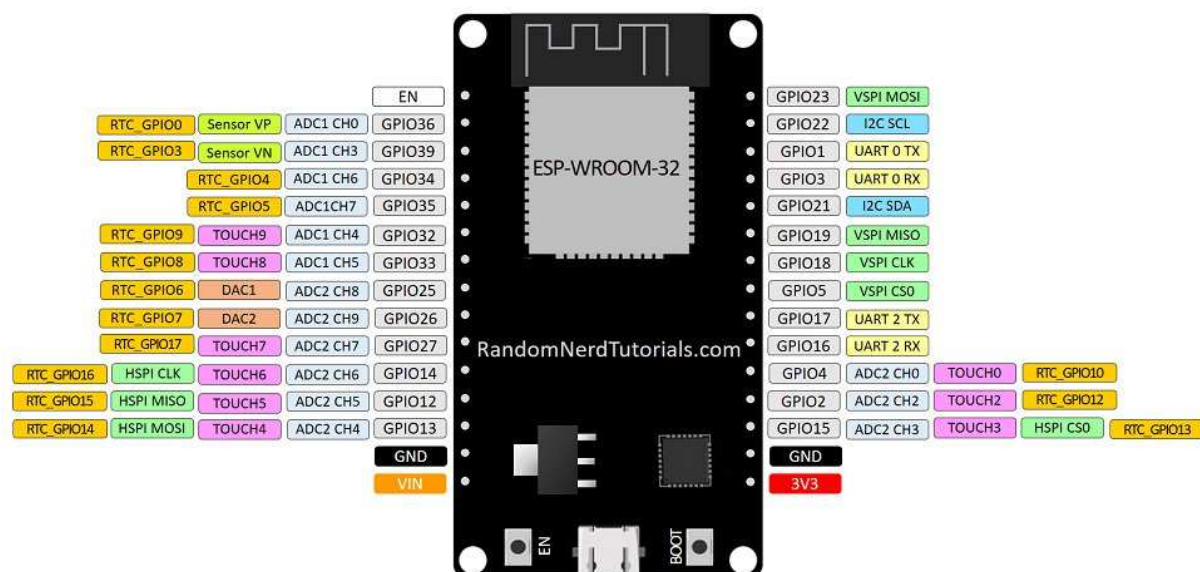 EN GPIO23 VSPI MOSI
RTC_GPIO0 Sensor VP ADC1 CH0 GPIO36 GPIO22 I2C SCL
RTC_GPIO3 Sensor VN ADC1 CH3 GPIO39 GPIO1 UART 0 TX
RTC_GPIO4 ADC1 CH6 GPIO34 ESP-WROOM-32 GPIO3 UART 0 RX
RTC_GPIO5 ADC1CH7 GPIO35 GPIO21 I2C SDA
RTC_GPIO9 TOUCH9 ADC1 CH4 GPIO32 GPIO19 VSPI MISO
RTC_GPIO8 TOUCH8 ADC1 CH5 GPIO33 GPIO18 VSPI CLK
RTC_GPIO6 DAC1 ADC2 CH8 GPIO25 GPIO5 VSPI CS0
RTC_GPIO7 DAC2 ADC2 CH9 GPIO26 GPIO17 UART 2 TX
RTC_GPIO17 TOUCH7 ADC2 CH7 GPIO27 RandomNerdTutorials.com GPIO16 UART 2 RX
RTC_GPIO16 HSPI CLK TOUCH6 ADC2 CH6 GPIO14 GPIO4 ADC2 CH0 TOUCH0 RTC_GPIO10
RTC_GPIO15 HSPI MISO TOUCH5 ADC2 CH5 GPIO12 GPIO2 ADC2 CH2 TOUCH2 RTC_GPIO12
RTC_GPIO14 HSPI MOSI TOUCH4 ADC2 CH4 GPIO13 GPIO15 ADC2 CH3 TOUCH3 HSPI CS0 RTC_GPIO13
GND GND
VIN 3V3
EN BOOT